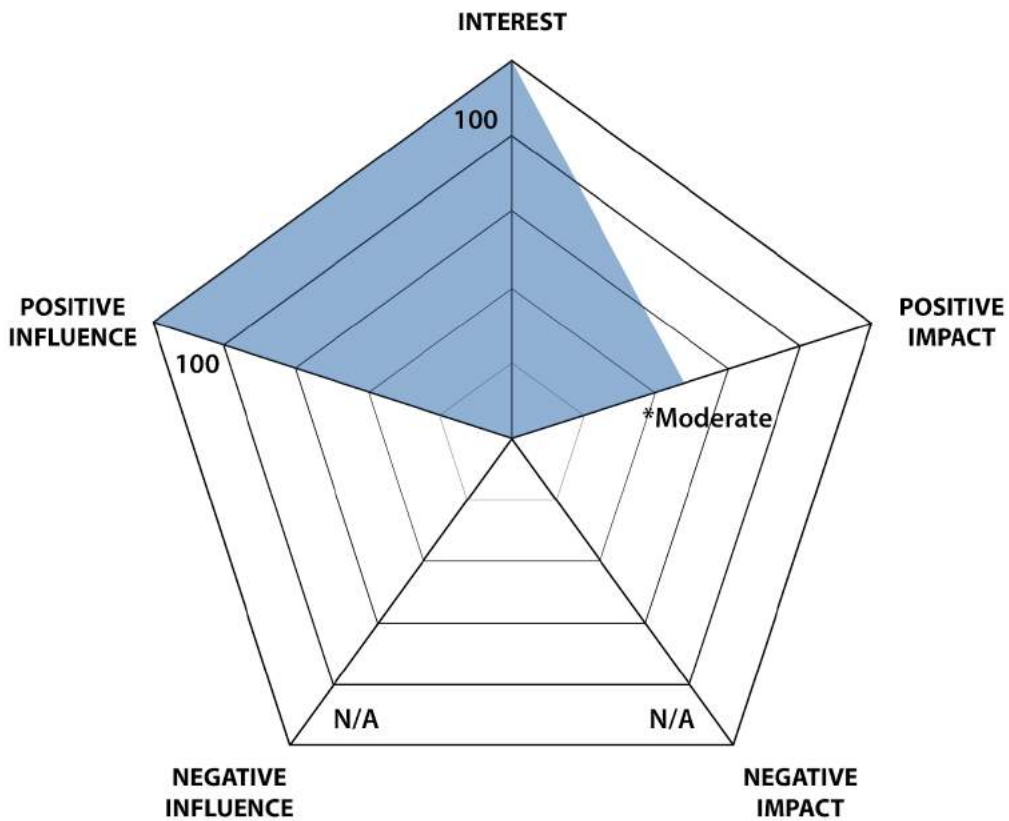 INTEREST
100
POSITIVE
INFLUENCE
POSITIVE
IMPACT
100
*Moderate
N/A
N/A
NEGATIVE
INFLUENCE
NEGATIVE
IMPACT